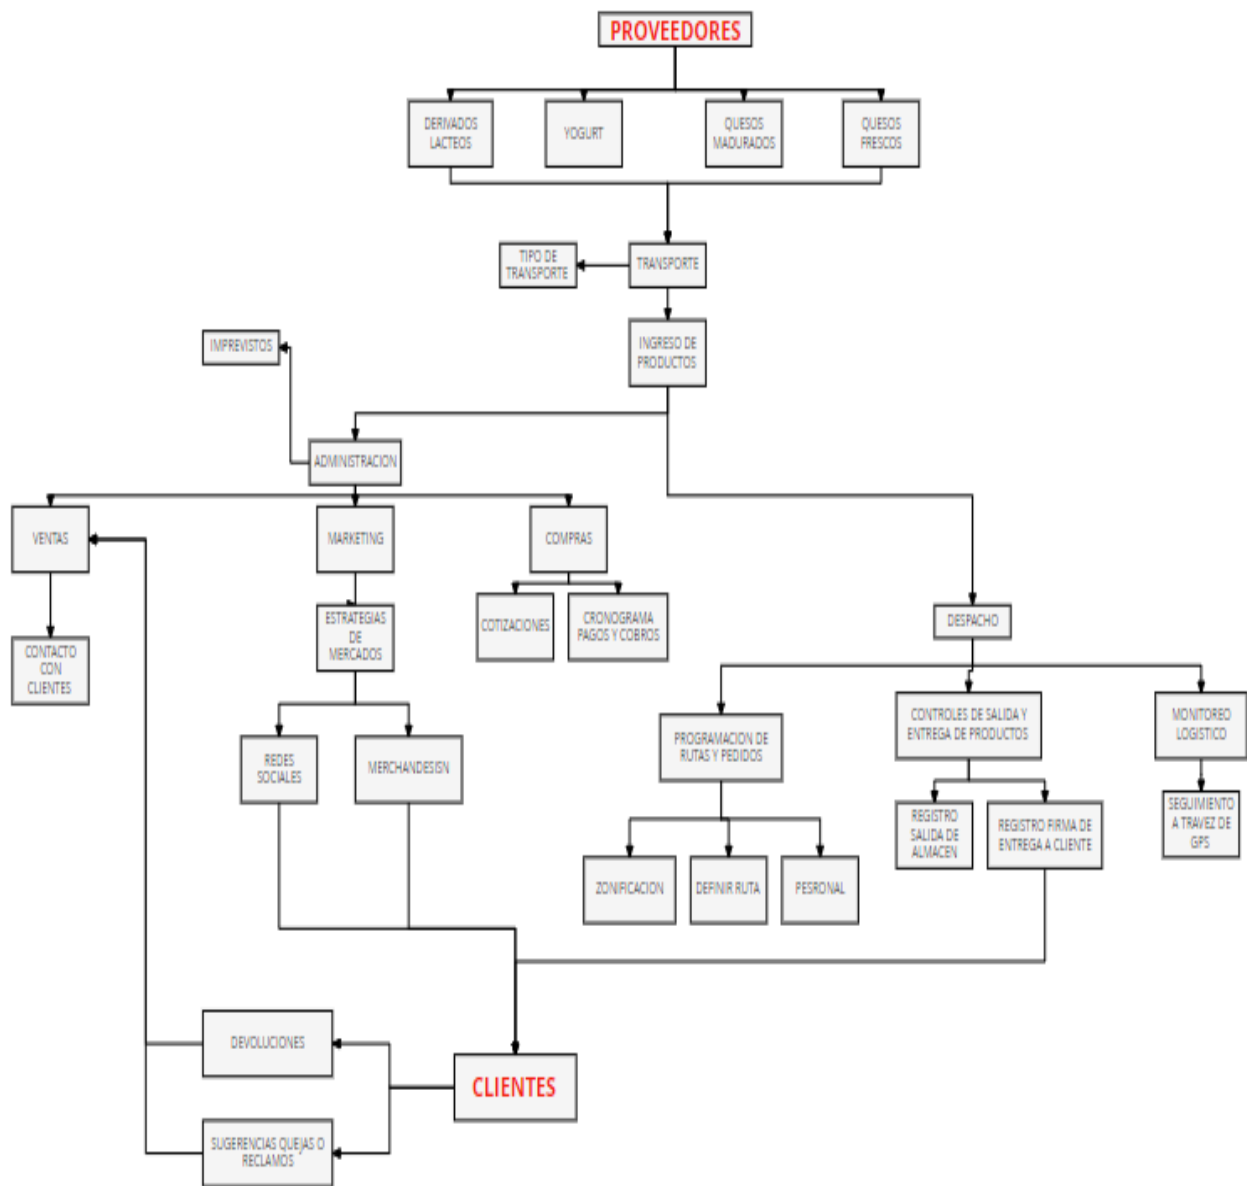 PROVEEDORES
DERIVADOS
LACTEOS
YOGURT
QUESOS
MADURADOS
QUESOS
FRESCOS
TIPO DE
TRANSPORTE
TRANSPORTE
INGRESO DE
PRODUCTOS
IMPREVISTOS
ADMINISTRACION
VENTAS
MARKETING
COMPRAS
CONTACTO
CON
CLIENTES
ESTRATEGIAS
DE
MERCADOS
COTIZACIONES
CRONOGRAMA
PAGOS Y COBROS
DESPACHO
REDES
SOCIALES
MERCHANDESISN
PROGRAMACION DE
RUTAS Y PEDIDOS
CONTROLES DE SALIDA Y
ENTREGA DE PRODUCTOS
MONITOREO
LOGISTICO
ZONIFICACION
DEFINIR RUTA
PESRONAL
REGISTRO
SALIDA DE
ALMACEN
REGISTRO FIRMA DE
ENTREGA A CLIENTE
SEGUIMIENTO
A TRAVEZ DE
GPS
DEVOLUCIONES
CLIENTES
SUGERENCIAS QUEJAS O
RECLAMOS